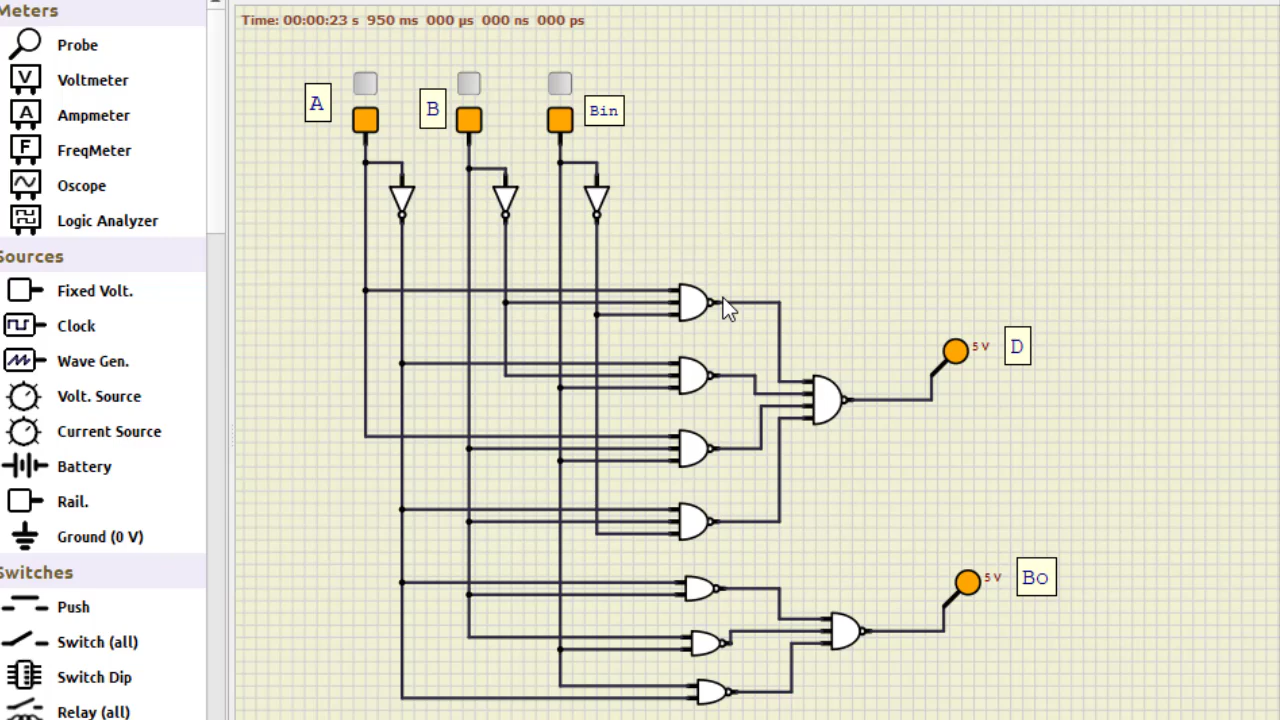 Meters
Probe
V Voltmeter
A Ampmeter
F FreqMeter
Oscope
Logic Analyzer
Sources
Fixed Volt.
Clock
Wave Gen.
Volt. Source
Current Source
Battery
Rail.
Ground (0 V)
Switches
Push
Switch (all)
Switch Dip
Relay (all)
Time: 00:00:23 s 950 ms 000 µs 000 ns 000 ps
A
B
Bin
5 V
D
5 V
Bo